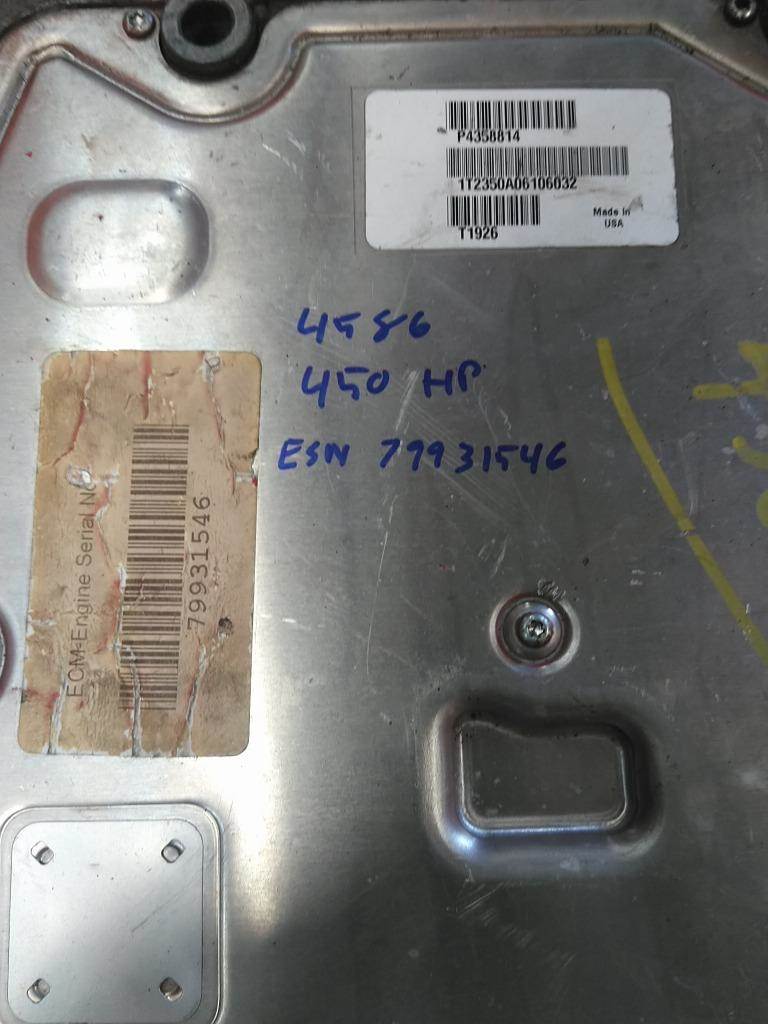 P4358814
1T2350A06106032
T1926
Made in
USA
4586
450 HP
ESN 79931546
ECM-Engine Serial No
79931546